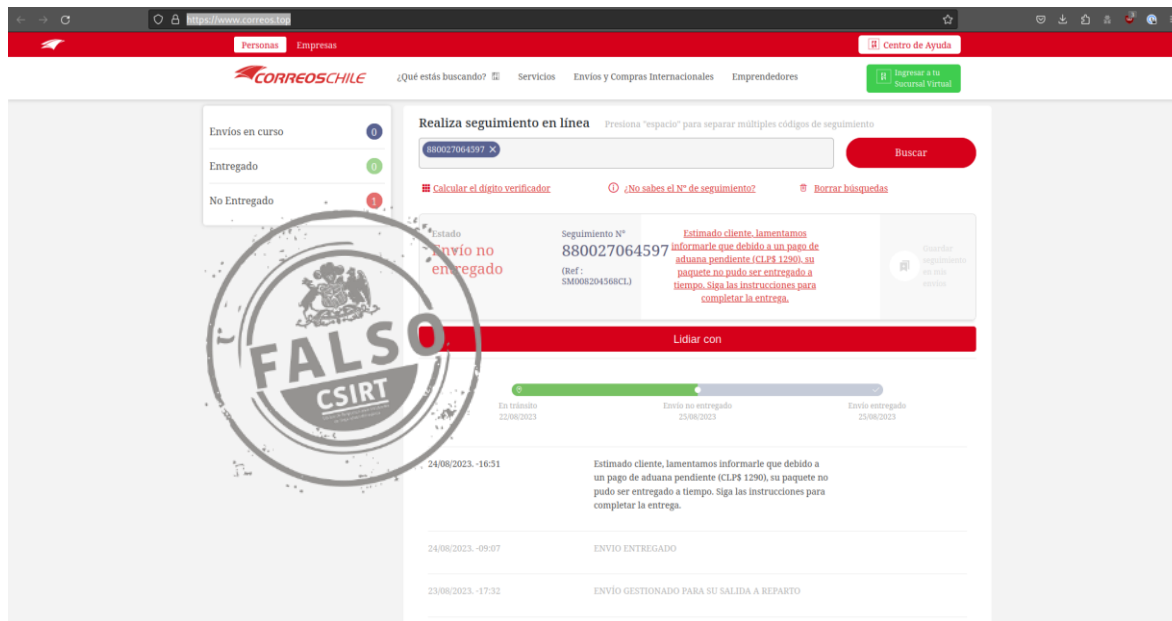 https://www.correos.top
Personas Empresas
Centro de Ayuda
CORREOSCHILE
¿Qué estás buscando? Servicios Envíos y Compras Internacionales Emprendedores
Ingresar a tu
Sucursal Virtual
Envíos en curso 0
Entregado 0
No Entregado 1
Realiza seguimiento en línea Presiona "espacio" para separar múltiples códigos de seguimiento
880027064597 X
Buscar
Calcular el dígito verificador ¿No sabes el Nº de seguimiento? Borrar búsquedas
Estado
Envío no
entregado
Seguimiento Nº
880027064597
(Ref :
SM008204568CL)
Estimado cliente, lamentamos
informarle que debido a un pago de
aduana pendiente (CLP$ 1290), su
paquete no pudo ser entregado a
tiempo. Siga las instrucciones para
completar la entrega.
Guardar
seguimiento
en mis
envíos
FALSO
CSIRT
Lidiar con
En tránsito
22/08/2023
Envío no entregado
23/08/2023
Envío entregado
25/08/2023
24/08/2023. -16:51
Estimado cliente, lamentamos informarle que debido a
un pago de aduana pendiente (CLP$ 1290), su paquete no
pudo ser entregado a tiempo. Siga las instrucciones para
completar la entrega.
24/08/2023. -09:07 ENVIO ENTREGADO
23/08/2023. -17:32 ENVÍO GESTIONADO PARA SU SALIDA A REPARTO